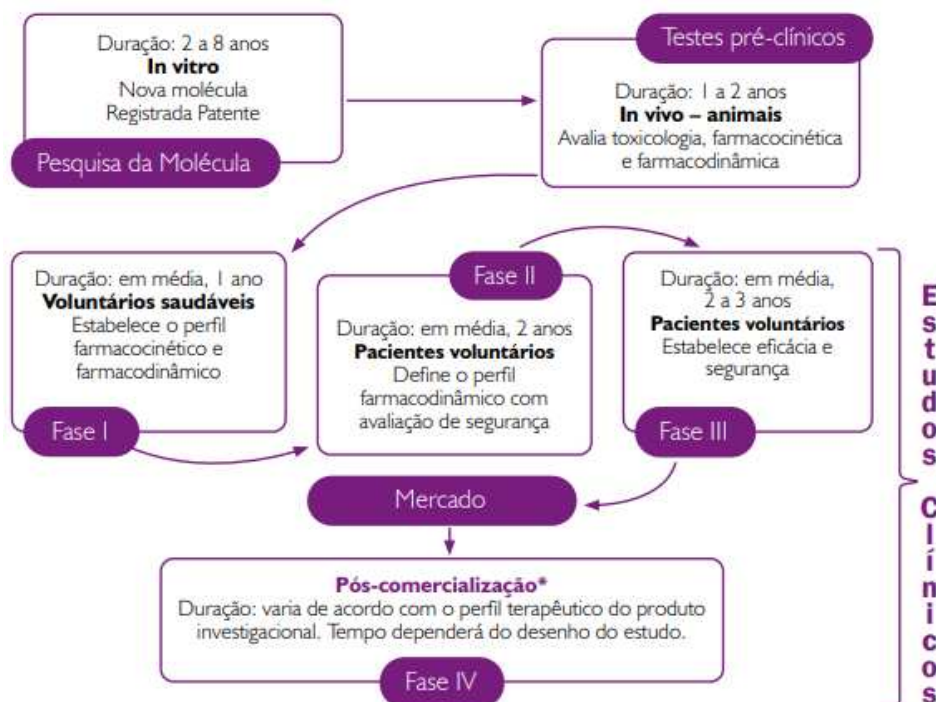 Duração: 2 a 8 anos
In vitro
Nova molécula
Registrada Patente
Pesquisa da Molécula
Testes pré-clínicos
Duração: 1 a 2 anos
In vivo – animais
Avalia toxicologia, farmacocinética
e farmacodinâmica
Duração: em média, 1 ano
Voluntários saudáveis
Estabelece o perfil
farmacocinético e
farmacodinâmico
Fase I
Fase II
Duração: em média, 2 anos
Pacientes voluntários
Define o perfil
farmacodinâmico com
avaliação de segurança
Duração: em média,
2 a 3 anos
Pacientes voluntários
Estabelece eficácia e
segurança
Fase III
Mercado
Pós-comercialização*
Duração: varia de acordo com o perfil terapêutico do produto
investigacional. Tempo dependerá do desenho do estudo.
Fase IV
Estudos Clínicos